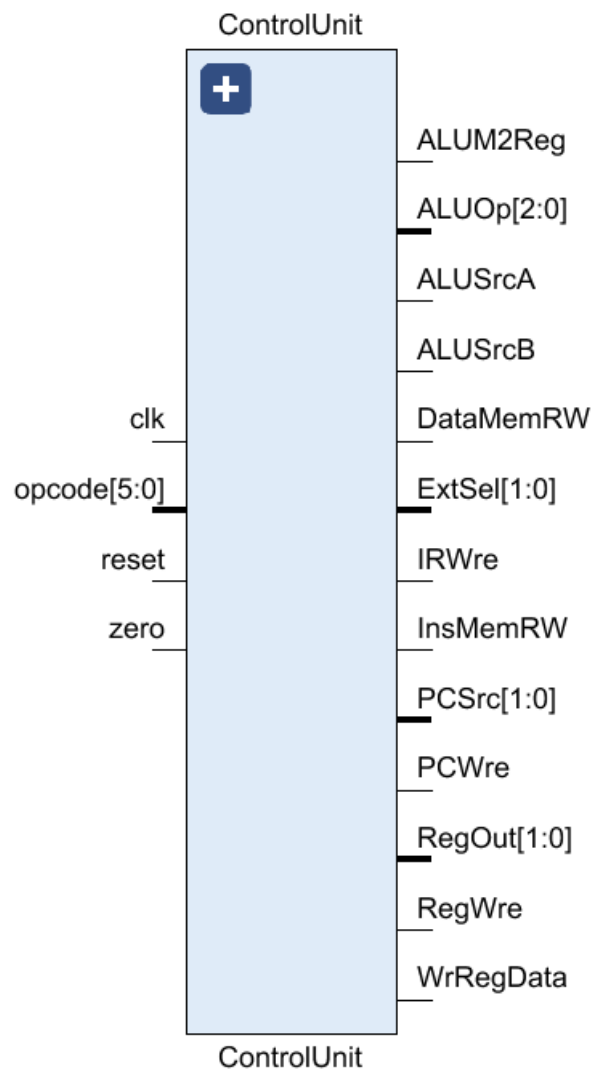 ControlUnit
ALUM2Reg
ALUOp[2:0]
ALUSrcA
ALUSrcB
clk
DataMemRW
opcode[5:0]
ExtSel[1:0]
reset
IRWre
zero
InsMemRW
PCSrc[1:0]
PCWre
RegOut[1:0]
RegWre
WrRegData
ControlUnit